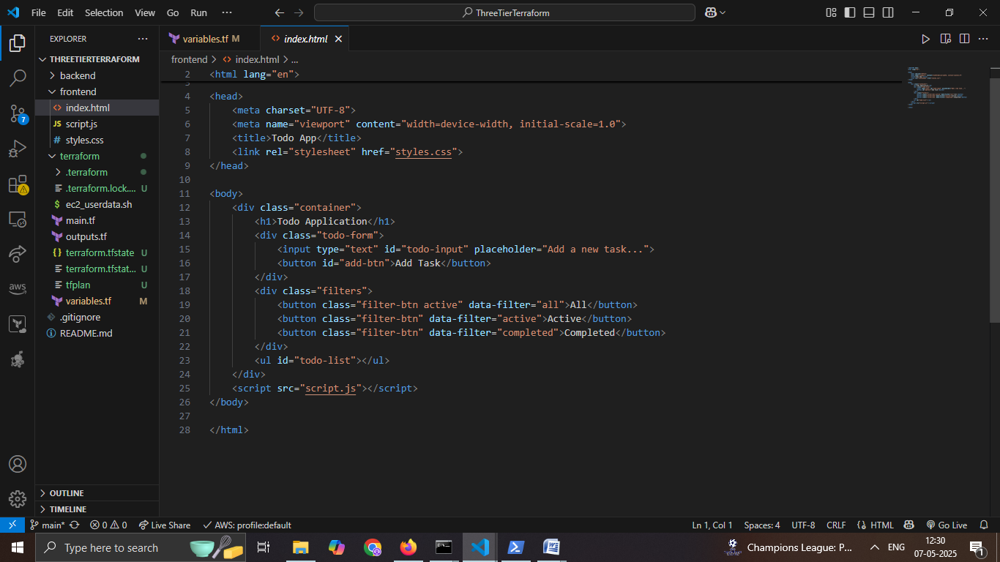 File Edit Selection View Go Run ···
ThreeTierTerraform
EXPLORER ···
THREETIERTERRAFORM
backend
frontend
index.html
JS script.js
# styles.css
terraform
.terraform
.terraform.lock.... U
$ ec2_userdata.sh
main.tf
outputs.tf
{} terraform.tfstate U
terraform.tfstat... U
tfplan U
variables.tf M
.gitignore
README.md
OUTLINE
TIMELINE
7
aws
variables.tf M
index.html
frontend > index.html > ...
2 <html lang="en">
3
4 <head>
5 <meta charset="UTF-8">
6 <meta name="viewport" content="width=device-width, initial-scale=1.0">
7 <title>Todo App</title>
8 <link rel="stylesheet" href="styles.css">
9 </head>
10
11 <body>
12 <div class="container">
13 <h1>Todo Application</h1>
14 <div class="todo-form">
15 <input type="text" id="todo-input" placeholder="Add a new task...">
16 <button id="add-btn">Add Task</button>
17 </div>
18 <div class="filters">
19 <button class="filter-btn active" data-filter="all">All</button>
20 <button class="filter-btn" data-filter="active">Active</button>
21 <button class="filter-btn" data-filter="completed">Completed</button>
22 </div>
23 <ul id="todo-list"></ul>
24 </div>
25 <script src="script.js"></script>
26 </body>
27
28 </html>
main* 0 0 Live Share AWS: profile:default
Ln 1, Col 1 Spaces: 4 UTF-8 CRLF {} HTML Go Live
Type here to search
Champions League: P...
ENG
12:30
07-05-2025
1